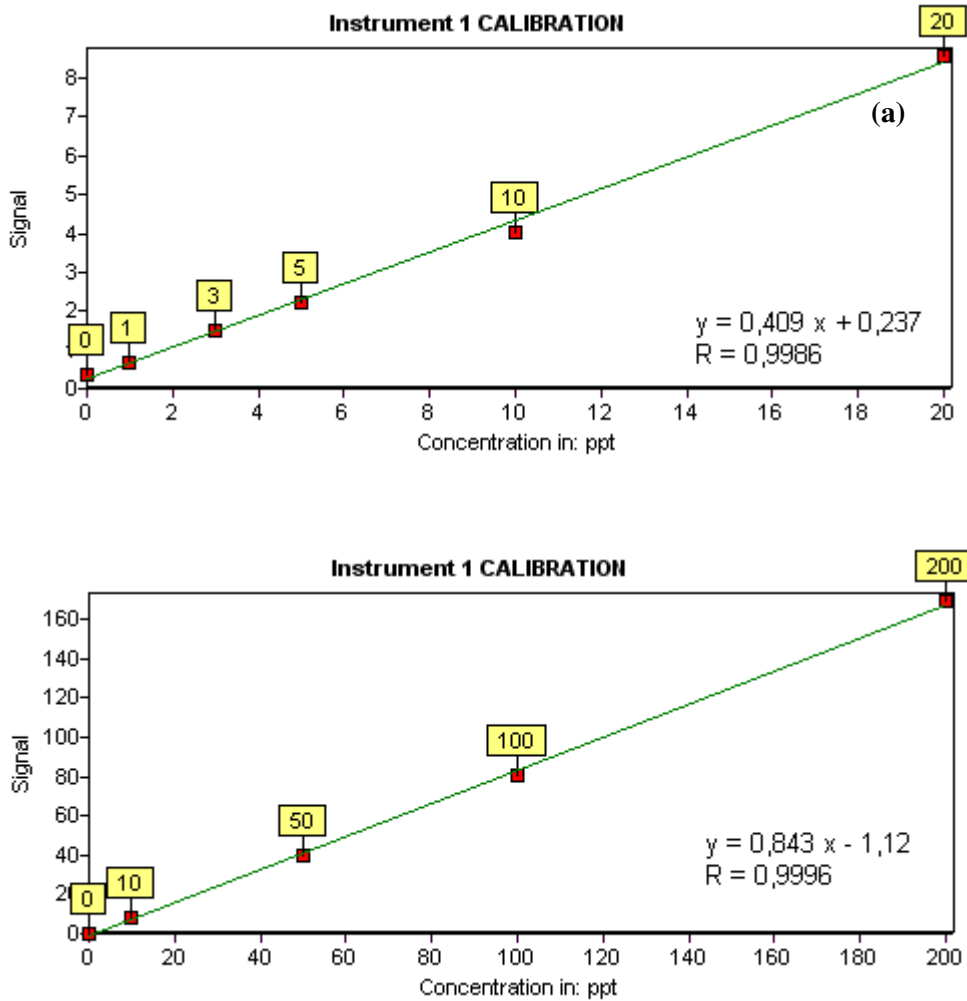 Instrument 1 CALIBRATION
20
8
(a)
7
6
Signal
5
10
4
5
3
3
2
1
0
y = 0,409 x + 0,237
R = 0,9986
0
0 2 4 6 8 10 12 14 16 18 20
Concentration in: ppt
Instrument 1 CALIBRATION
200
160
140
120
Signal
100
100
80
60
50
40
y = 0,843 x - 1,12
R = 0,9996
10
0
0
0 20 40 60 80 100 120 140 160 180 200
Concentration in: ppt